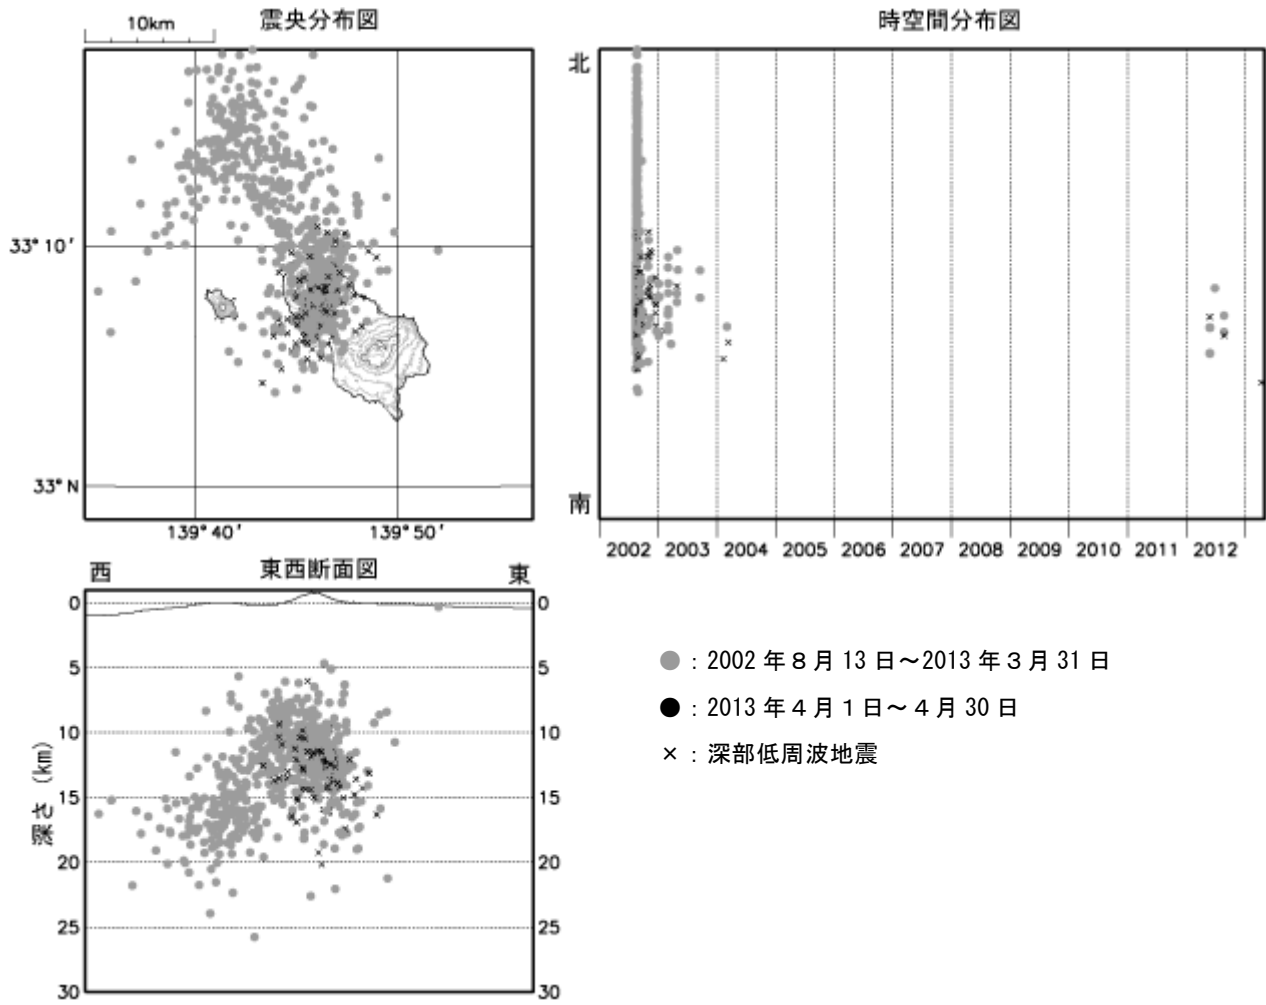 10km
震央分布図
33°10′
33°N
139°40′
139°50′
時空間分布図
北
南
2002 2003 2004 2005 2006 2007 2008 2009 2010 2011 2012
西
東西断面図
東
0
5
10
15
20
25
30
深さ (km)
0
5
10
15
20
25
30
● : 2002 年 8 月 13 日～2013 年 3 月 31 日
● : 2013 年 4 月 1 日～ 4 月 30 日
× : 深部低周波地震